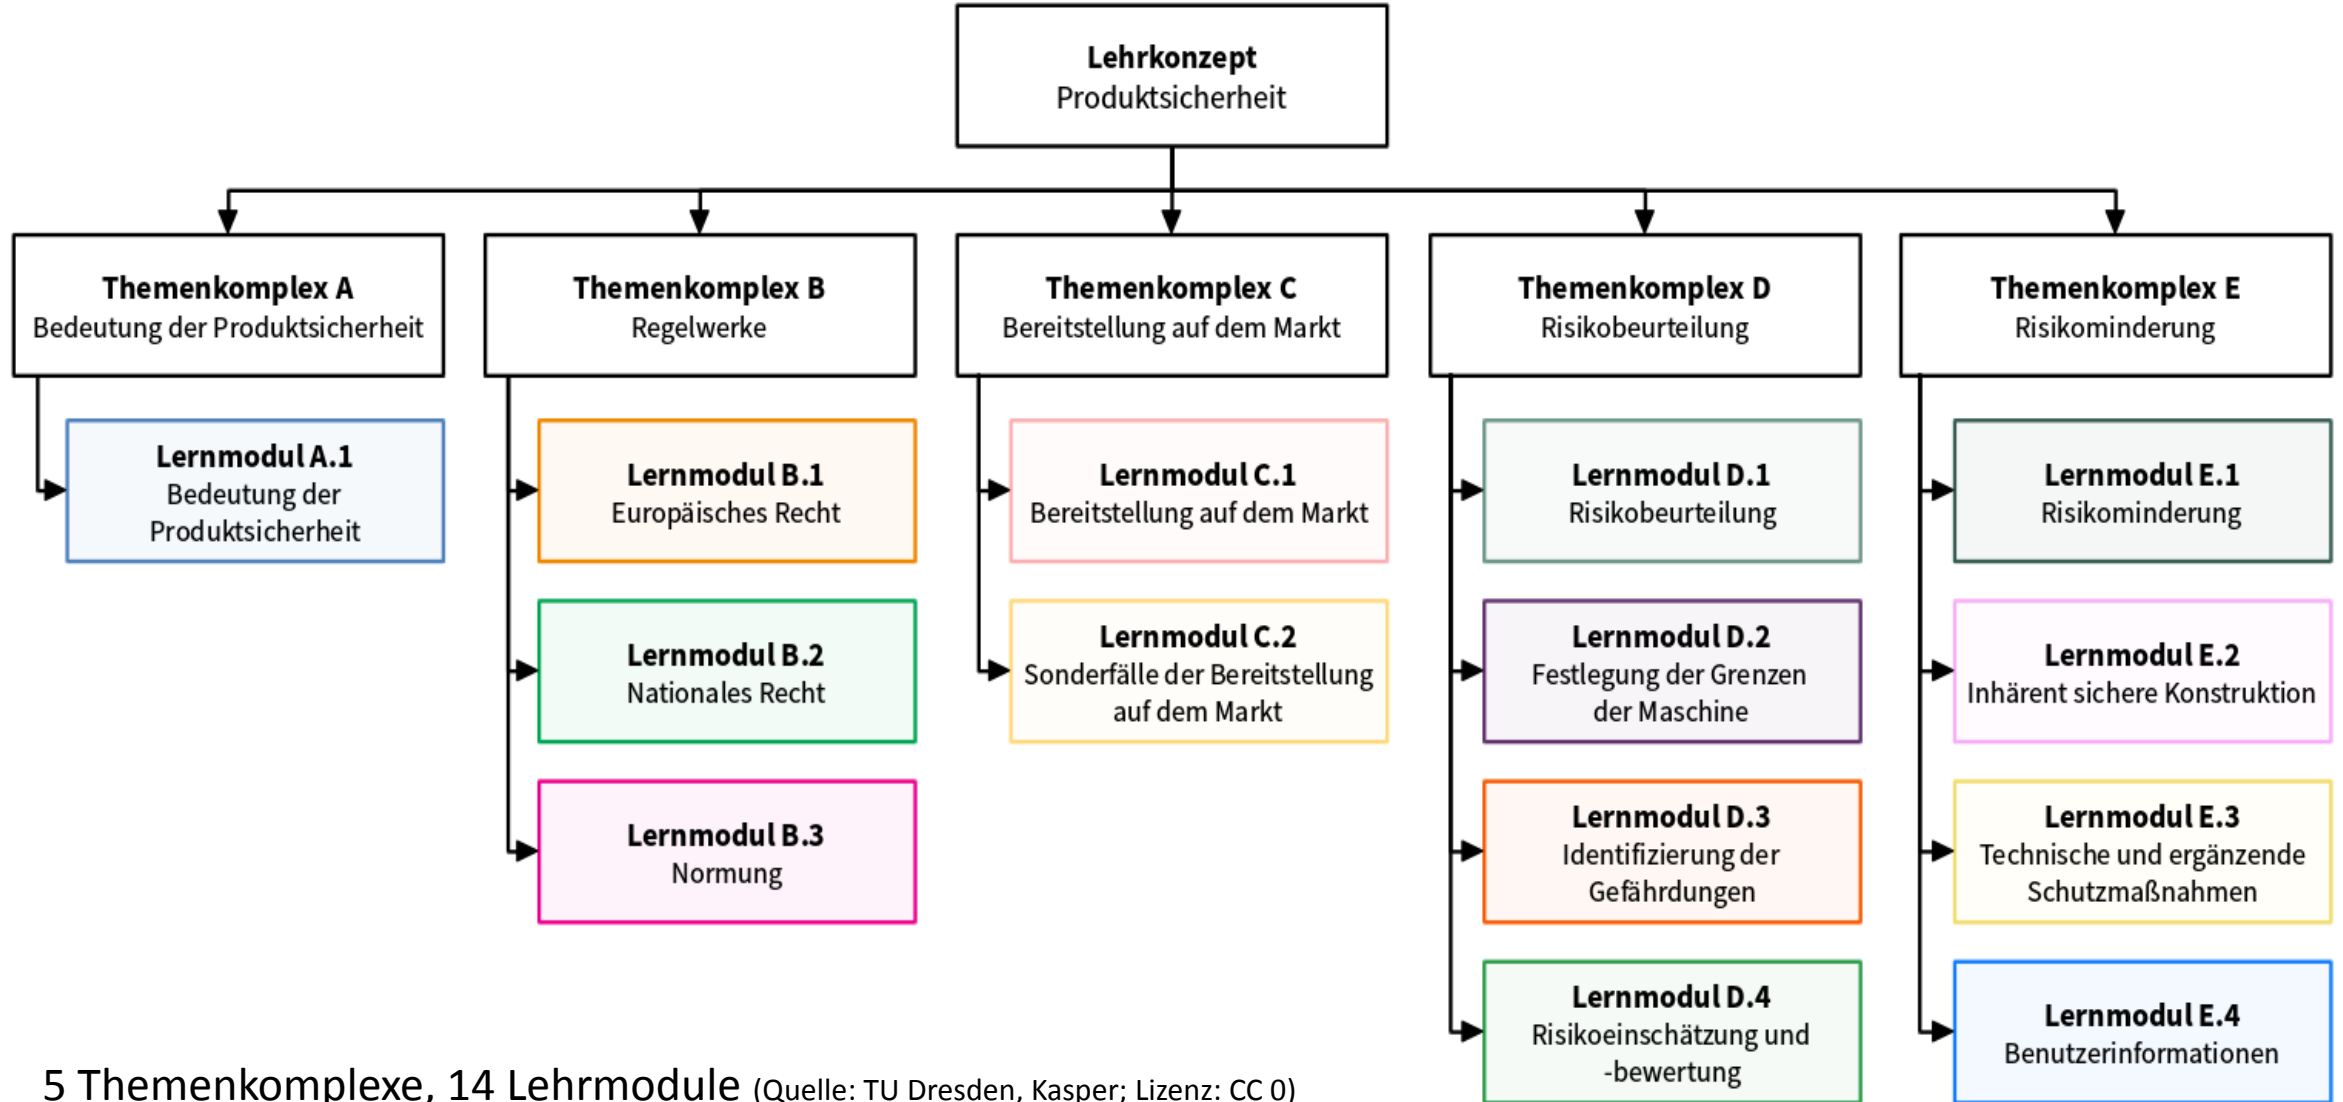 Lehrkonzept
Produktsicherheit
Themenkomplex A
Bedeutung der Produktsicherheit
Themenkomplex B
Regelwerke
Themenkomplex C
Bereitstellung auf dem Markt
Themenkomplex D
Risikobeurteilung
Themenkomplex E
Risikominderung
Lernmodul A.1
Bedeutung der
Produktsicherheit
Lernmodul B.1
Europäisches Recht
Lernmodul B.2
Nationales Recht
Lernmodul B.3
Normung
Lernmodul C.1
Bereitstellung auf dem Markt
Lernmodul C.2
Sonderfälle der Bereitstellung
auf dem Markt
Lernmodul D.1
Risikobeurteilung
Lernmodul D.2
Festlegung der Grenzen
der Maschine
Lernmodul D.3
Identifizierung der
Gefährdungen
Lernmodul D.4
Risikoeinschätzung und
-bewertung
Lernmodul E.1
Risikominderung
Lernmodul E.2
Inhärent sichere Konstruktion
Lernmodul E.3
Technische und ergänzende
Schutzmaßnahmen
Lernmodul E.4
Benutzerinformationen
5 Themenkomplexe, 14 Lehrmodule (Quelle: TU Dresden, Kasper; Lizenz: CC 0)